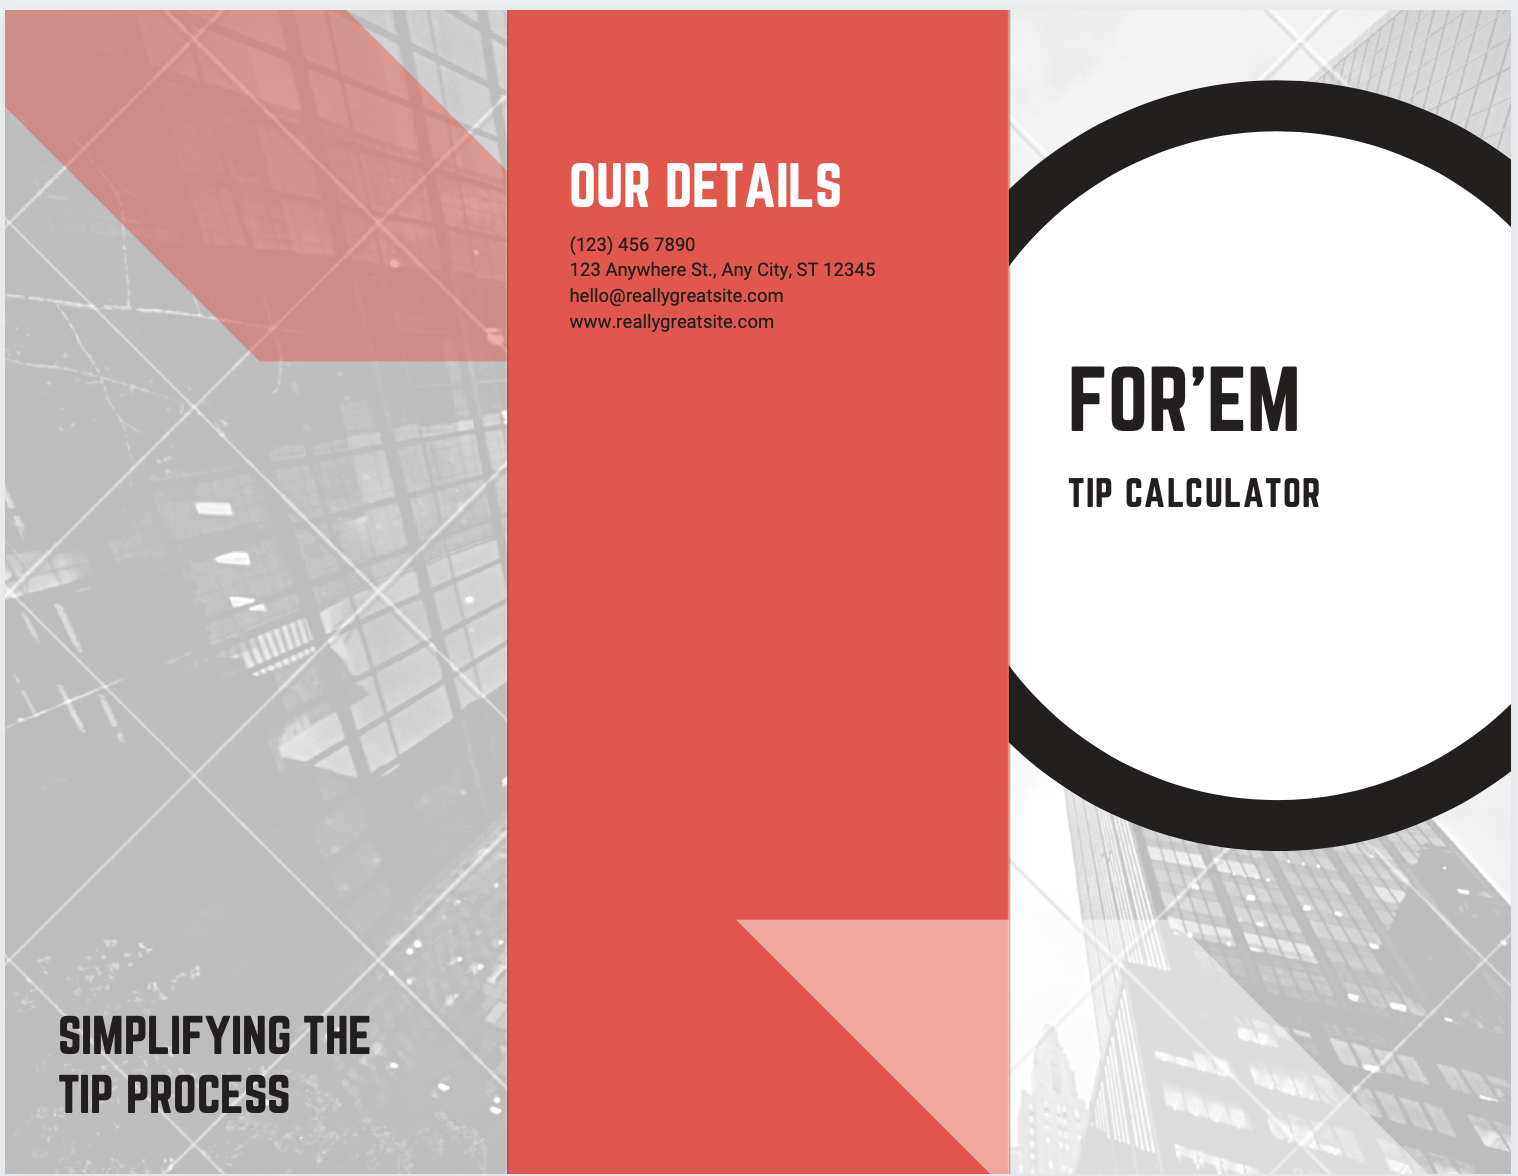 SIMPLIFYING THE
TIP PROCESS
OUR DETAILS
(123) 456 7890
123 Anywhere St., Any City, ST 12345
hello@reallygreatsite.com
www.reallygreatsite.com
FOR'EM
TIP CALCULATOR